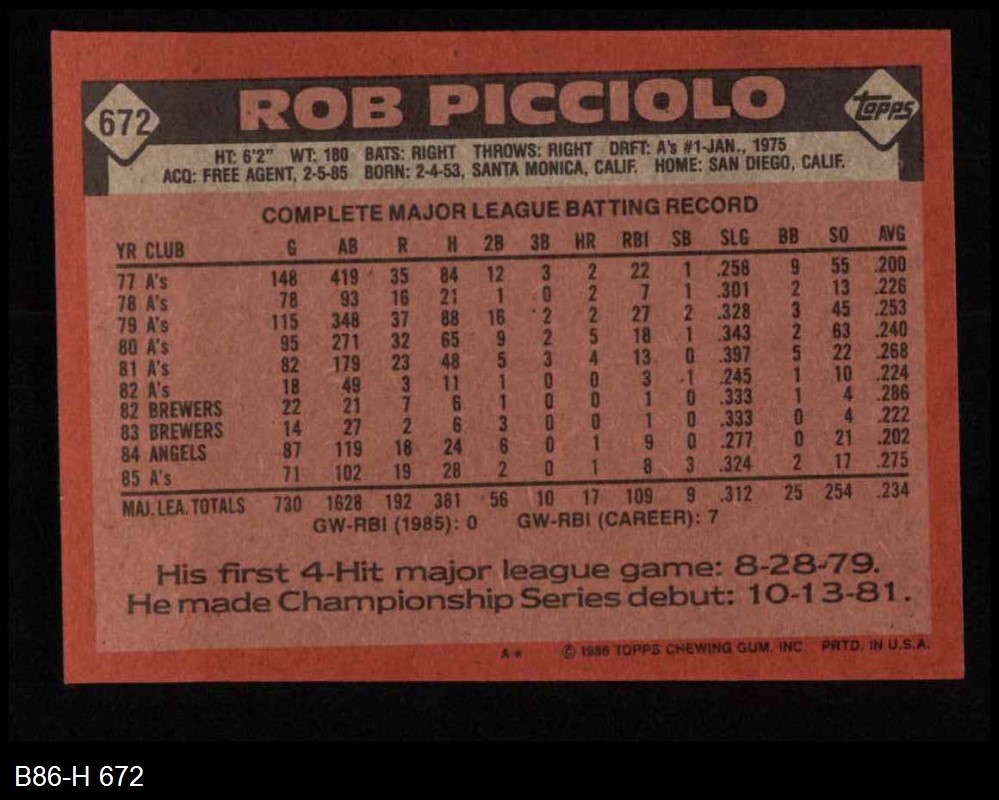 672
ROB PICCIOLO
topps
HT: 6'2" WT: 180 BATS: RIGHT THROWS: RIGHT DRFT: A's #1-JAN., 1975
ACQ: FREE AGENT, 2-5-85 BORN: 2-4-53, SANTA MONICA, CALIF. HOME: SAN DIEGO, CALIF.
COMPLETE MAJOR LEAGUE BATTING RECORD
YR CLUB G AB R H 2B 3B HR RBI SB SLG BB SO AVG
77 A's 148 419 35 84 12 3 2 22 1 .258 9 55 .200
78 A's 78 93 16 21 1 0 2 7 1 .301 2 13 .226
79 A's 115 348 37 88 16 2 2 27 2 .328 3 45 .253
80 A's 95 271 32 65 9 2 5 18 1 .343 2 63 .240
81 A's 82 179 23 48 5 3 4 13 0 .397 5 22 .268
82 A's 18 49 3 11 1 0 0 3 1 .245 1 10 .224
82 BREWERS 22 21 7 6 1 0 0 1 0 .333 1 4 .286
83 BREWERS 14 27 2 6 3 0 0 1 0 .333 0 4 .222
84 ANGELS 87 119 18 24 6 0 1 9 0 .277 0 21 .202
85 A's 71 102 19 28 2 0 1 8 3 .324 2 17 .275
MAJ. LEA. TOTALS 730 1628 192 381 56 10 17 109 9 .312 25 254 .234
GW-RBI (1985): 0 GW-RBI (CAREER): 7
His first 4-Hit major league game: 8-28-79.
He made Championship Series debut: 10-13-81.
A* © 1986 TOPPS CHEWING GUM, INC. PRTD. IN U.S.A.
B86-H 672